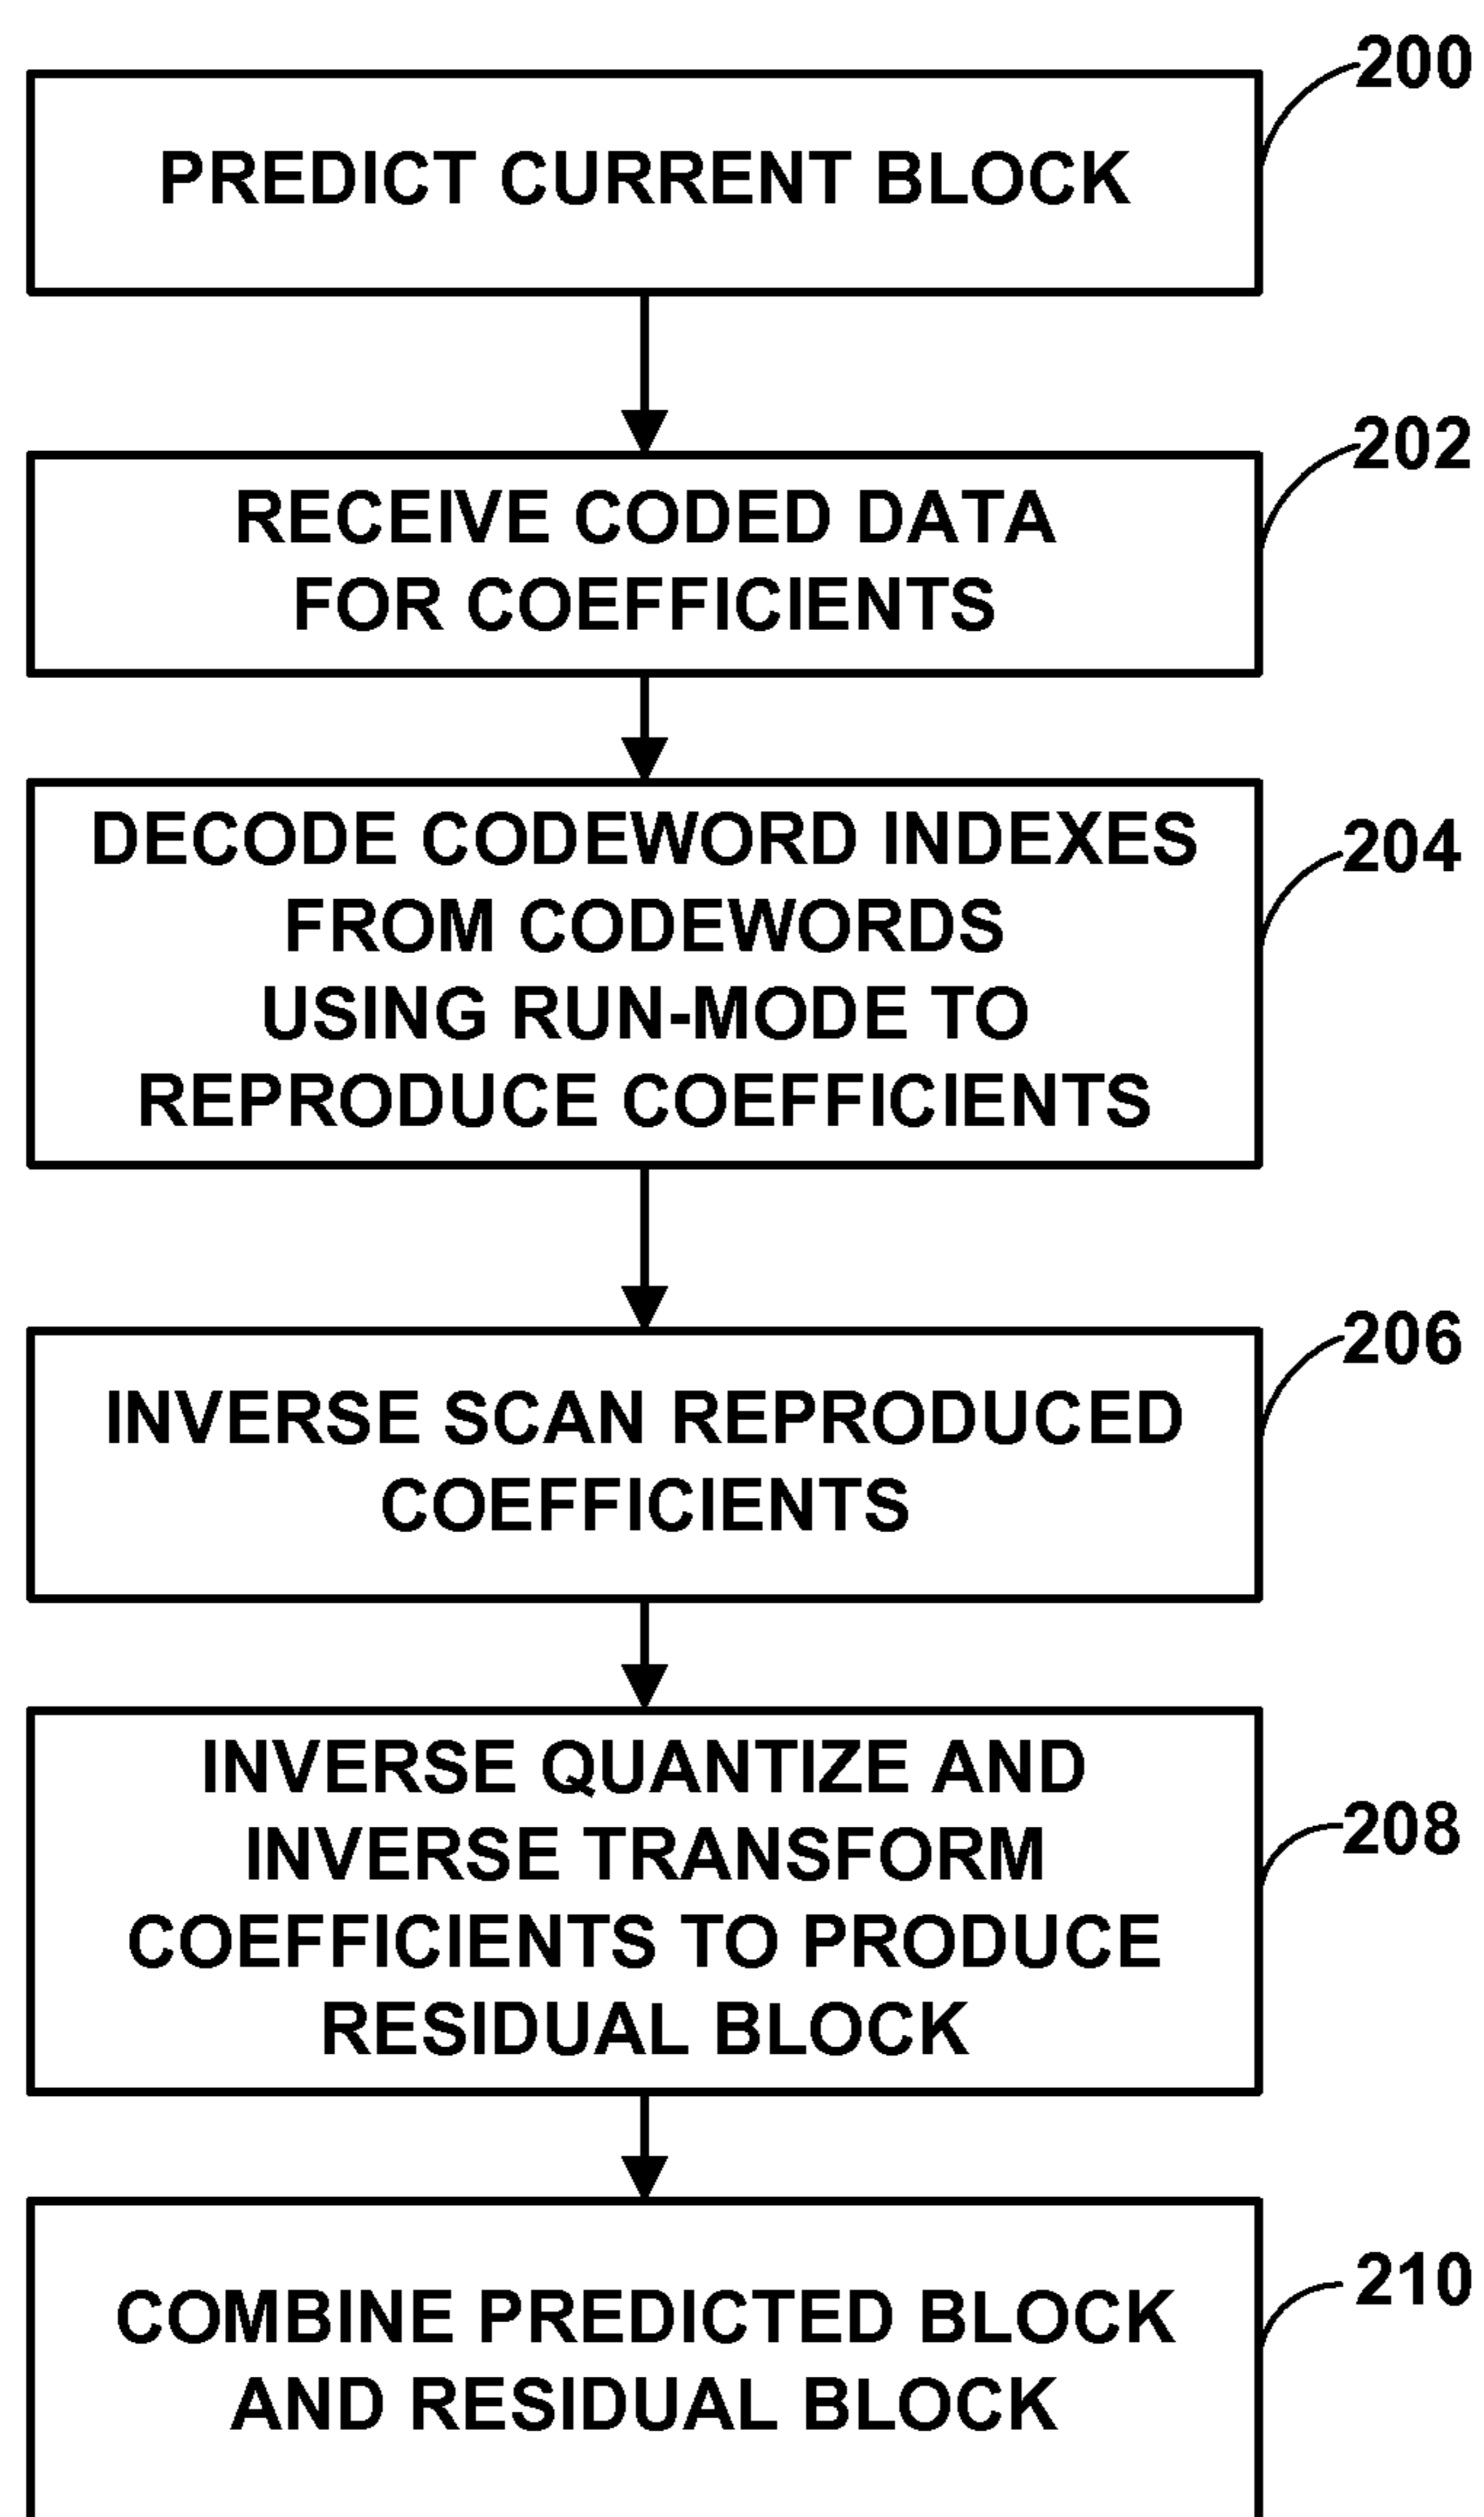 200
PREDICT CURRENT BLOCK
202
RECEIVE CODED DATA
FOR COEFFICIENTS
204
DECODE CODEWORD INDEXES
FROM CODEWORDS
USING RUN-MODE TO
REPRODUCE COEFFICIENTS
206
INVERSE SCAN REPRODUCED
COEFFICIENTS
208
INVERSE QUANTIZE AND
INVERSE TRANSFORM
COEFFICIENTS TO PRODUCE
RESIDUAL BLOCK
210
COMBINE PREDICTED BLOCK
AND RESIDUAL BLOCK